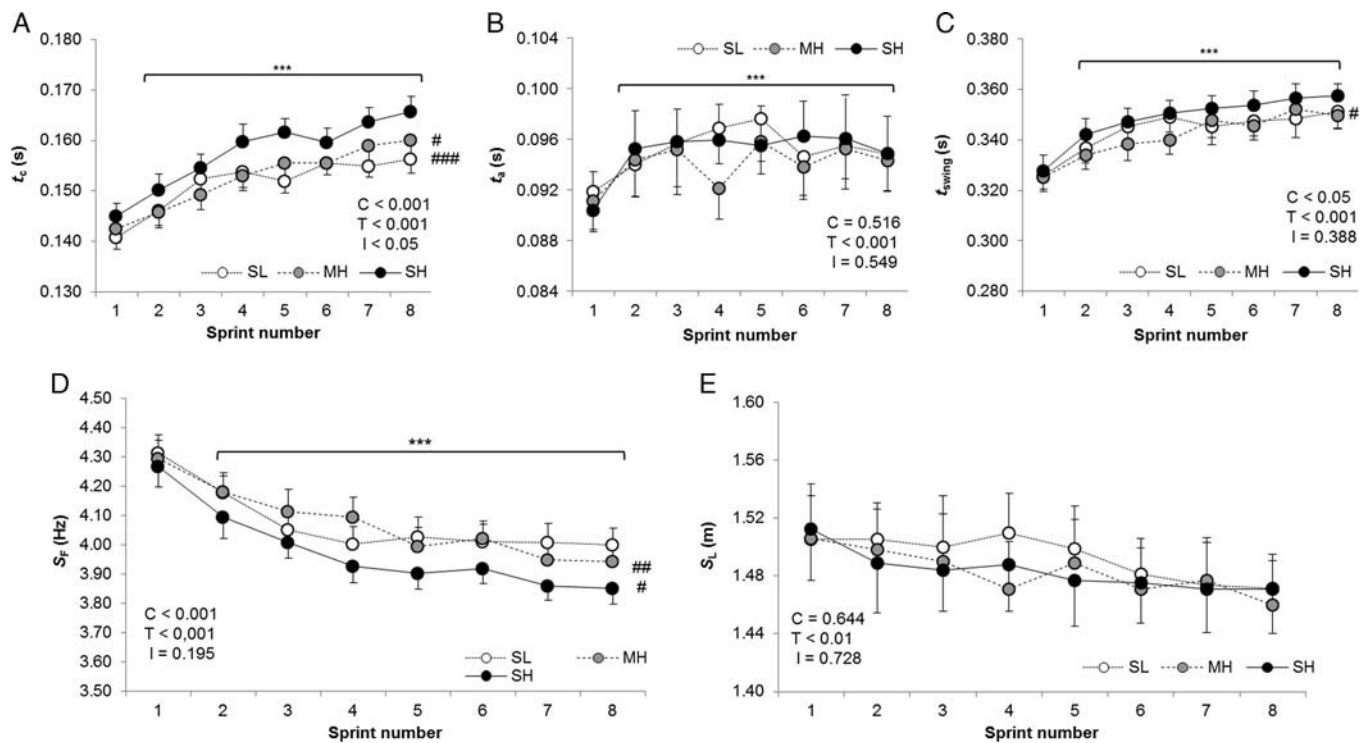 A
t_c (s)
0.180
0.170
0.160
0.150
0.140
0.130
***
#
###
C < 0.001
T < 0.001
I < 0.05
SL MH SH
1 2 3 4 5 6 7 8
Sprint number
B
t_a (s)
0.104
0.100
0.096
0.092
0.088
0.084
SL MH SH
***
C = 0.516
T < 0.001
I = 0.549
1 2 3 4 5 6 7 8
Sprint number
C
t_swing (s)
0.380
0.360
0.340
0.320
0.300
0.280
***
#
C < 0.05
T < 0.001
I = 0.388
SL MH SH
1 2 3 4 5 6 7 8
Sprint number
D
S_F (Hz)
4.50
4.40
4.30
4.20
4.10
4.00
3.90
3.80
3.70
3.60
3.50
***
##
#
C < 0.001
T < 0,001
I = 0.195
SL MH
SH
1 2 3 4 5 6 7 8
Sprint number
E
S_L (m)
1.60
1.56
1.52
1.48
1.44
1.40
C = 0.644
T < 0.01
I = 0.728
SL MH SH
1 2 3 4 5 6 7 8
Sprint number